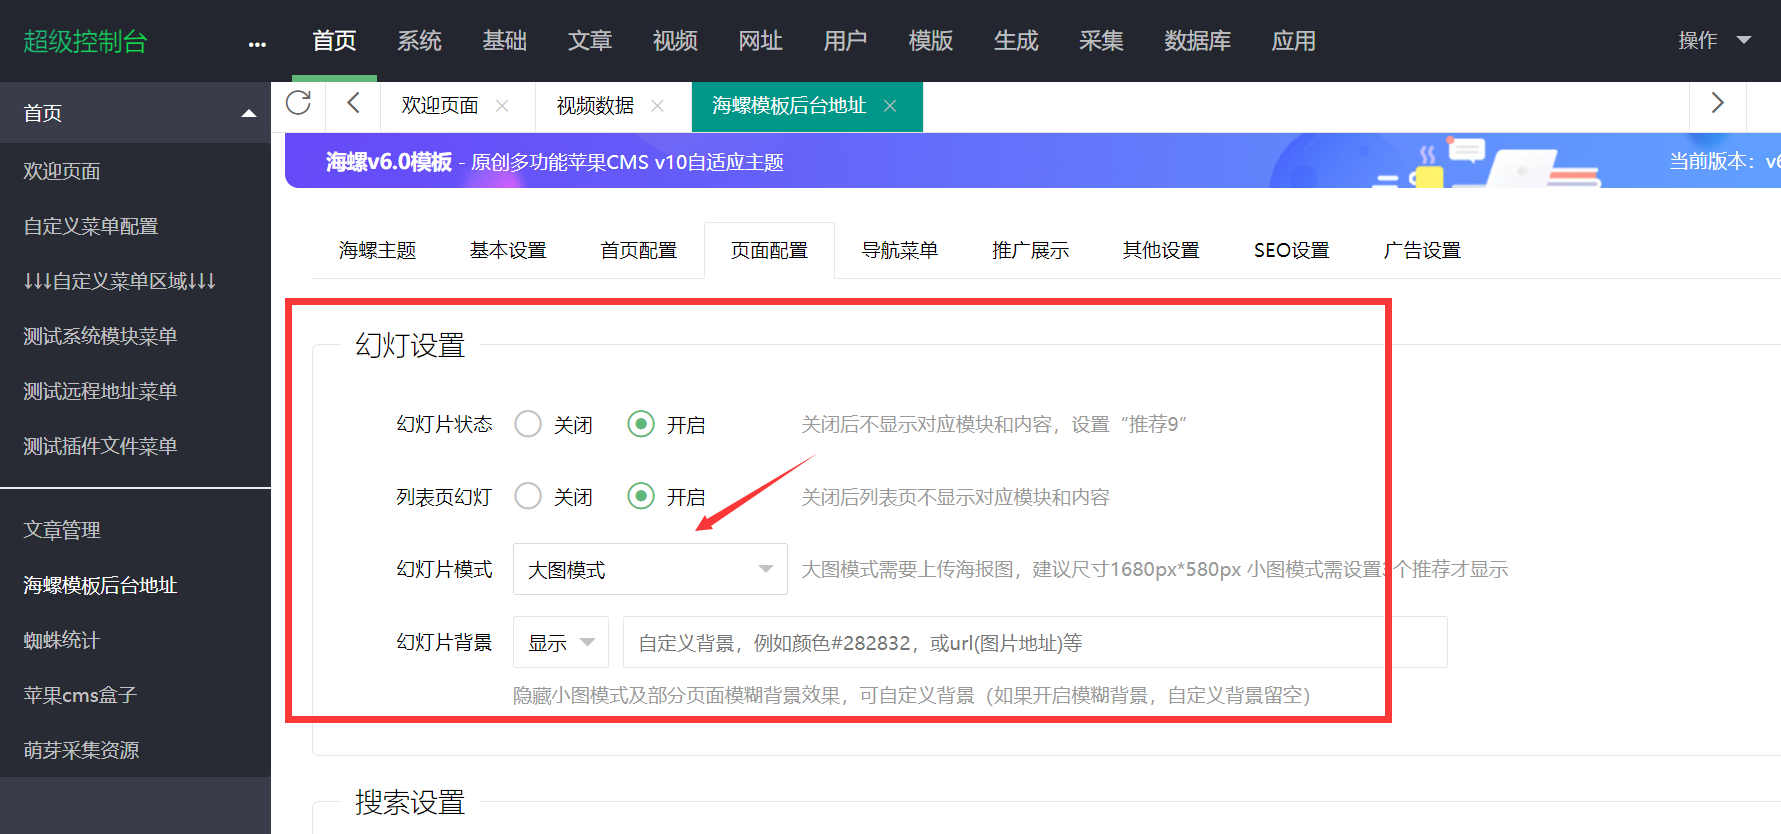 超级控制台 ... 首页 系统 基础 文章 视频 网址 用户 模版 生成 采集 数据库 应用 操作
首页
欢迎页面
自定义菜单配置
↓↓↓自定义菜单区域↓↓↓
测试系统模块菜单
测试远程地址菜单
测试插件文件菜单
文章管理
海螺模板后台地址
蜘蛛统计
苹果cms盒子
萌芽采集资源
欢迎页面 视频数据 海螺模板后台地址
海螺v6.0模板 - 原创多功能苹果CMS v10自适应主题 当前版本：v6
海螺主题 基本设置 首页配置 页面配置 导航菜单 推广展示 其他设置 SEO设置 广告设置
幻灯设置
幻灯片状态 关闭 开启 关闭后不显示对应模块和内容，设置“推荐9”
列表页幻灯 关闭 开启 关闭后列表页不显示对应模块和内容
幻灯片模式 大图模式 大图模式需要上传海报图，建议尺寸1680px*580px 小图模式需设置3个推荐才显示
幻灯片背景 显示 自定义背景，例如颜色#282832，或url(图片地址)等
隐藏小图模式及部分页面模糊背景效果，可自定义背景（如果开启模糊背景，自定义背景留空）
搜索设置